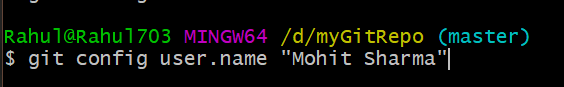 Rahul@Rahul703 MINGW64 /d/myGitRepo (master)
$ git config user.name "Mohit Sharma"